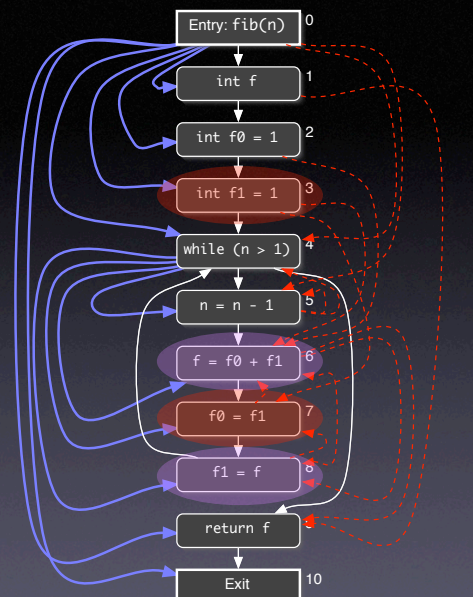 Entry: fib(n) 0
int f 1
int f0 = 1 2
int f1 = 1 3
while (n > 1) 4
n = n - 1 5
f = f0 + f1 6
f0 = f1 7
f1 = f 8
return f
Exit 10